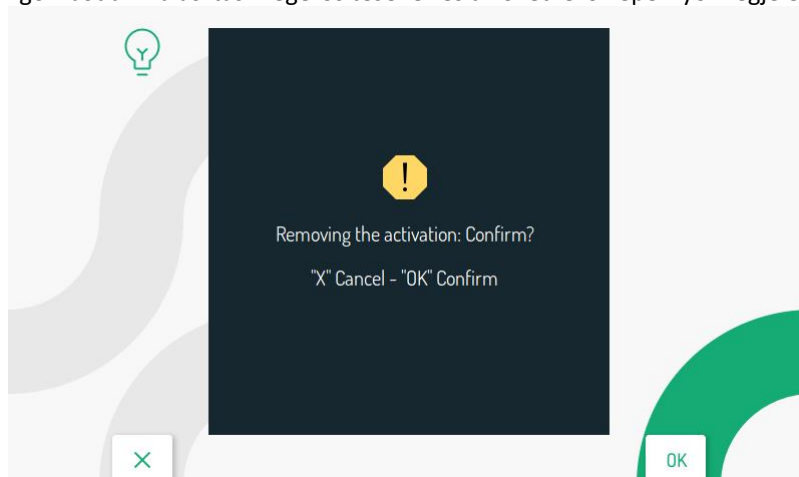 !
Removing the activation: Confirm?
"X" Cancel - "OK" Confirm
X
OK